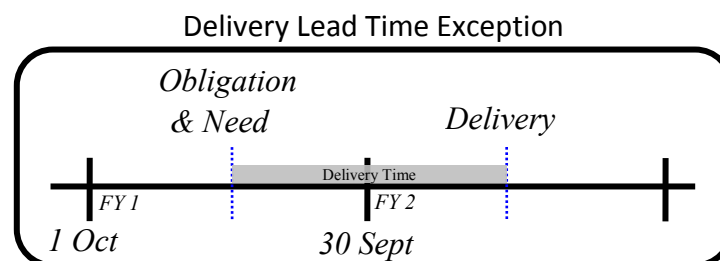 Delivery Lead Time Exception
Obligation
& Need
Delivery
Delivery Time
FY 1
FY 2
1 Oct
30 Sept